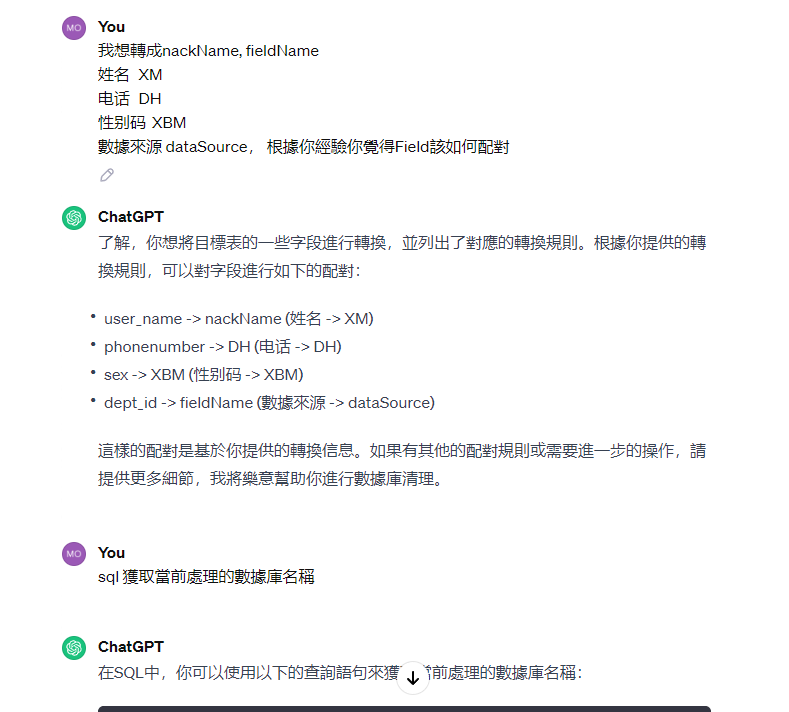 MO You
我想轉成nackName, fieldName
姓名 XM
电话 DH
性别码 XBM
數據來源 dataSource， 根據你經驗你覺得Field該如何配對
ChatGPT
了解，你想將目標表的一些字段進行轉換，並列出了對應的轉換規則。根據你提供的轉
換規則，可以對字段進行如下的配對：
• user_name -> nackName (姓名 -> XM)
• phonenumber -> DH (电话 -> DH)
• sex -> XBM (性别码 -> XBM)
• dept_id -> fieldName (數據來源 -> dataSource)
這樣的配對是基於你提供的轉換信息。如果有其他的配對規則或需要進一步的操作，請
提供更多細節，我將樂意幫助你進行數據庫清理。
MO You
sql 獲取當前處理的數據庫名稱
ChatGPT
在SQL中，你可以使用以下的查詢語句來獲 當前處理的數據庫名稱：